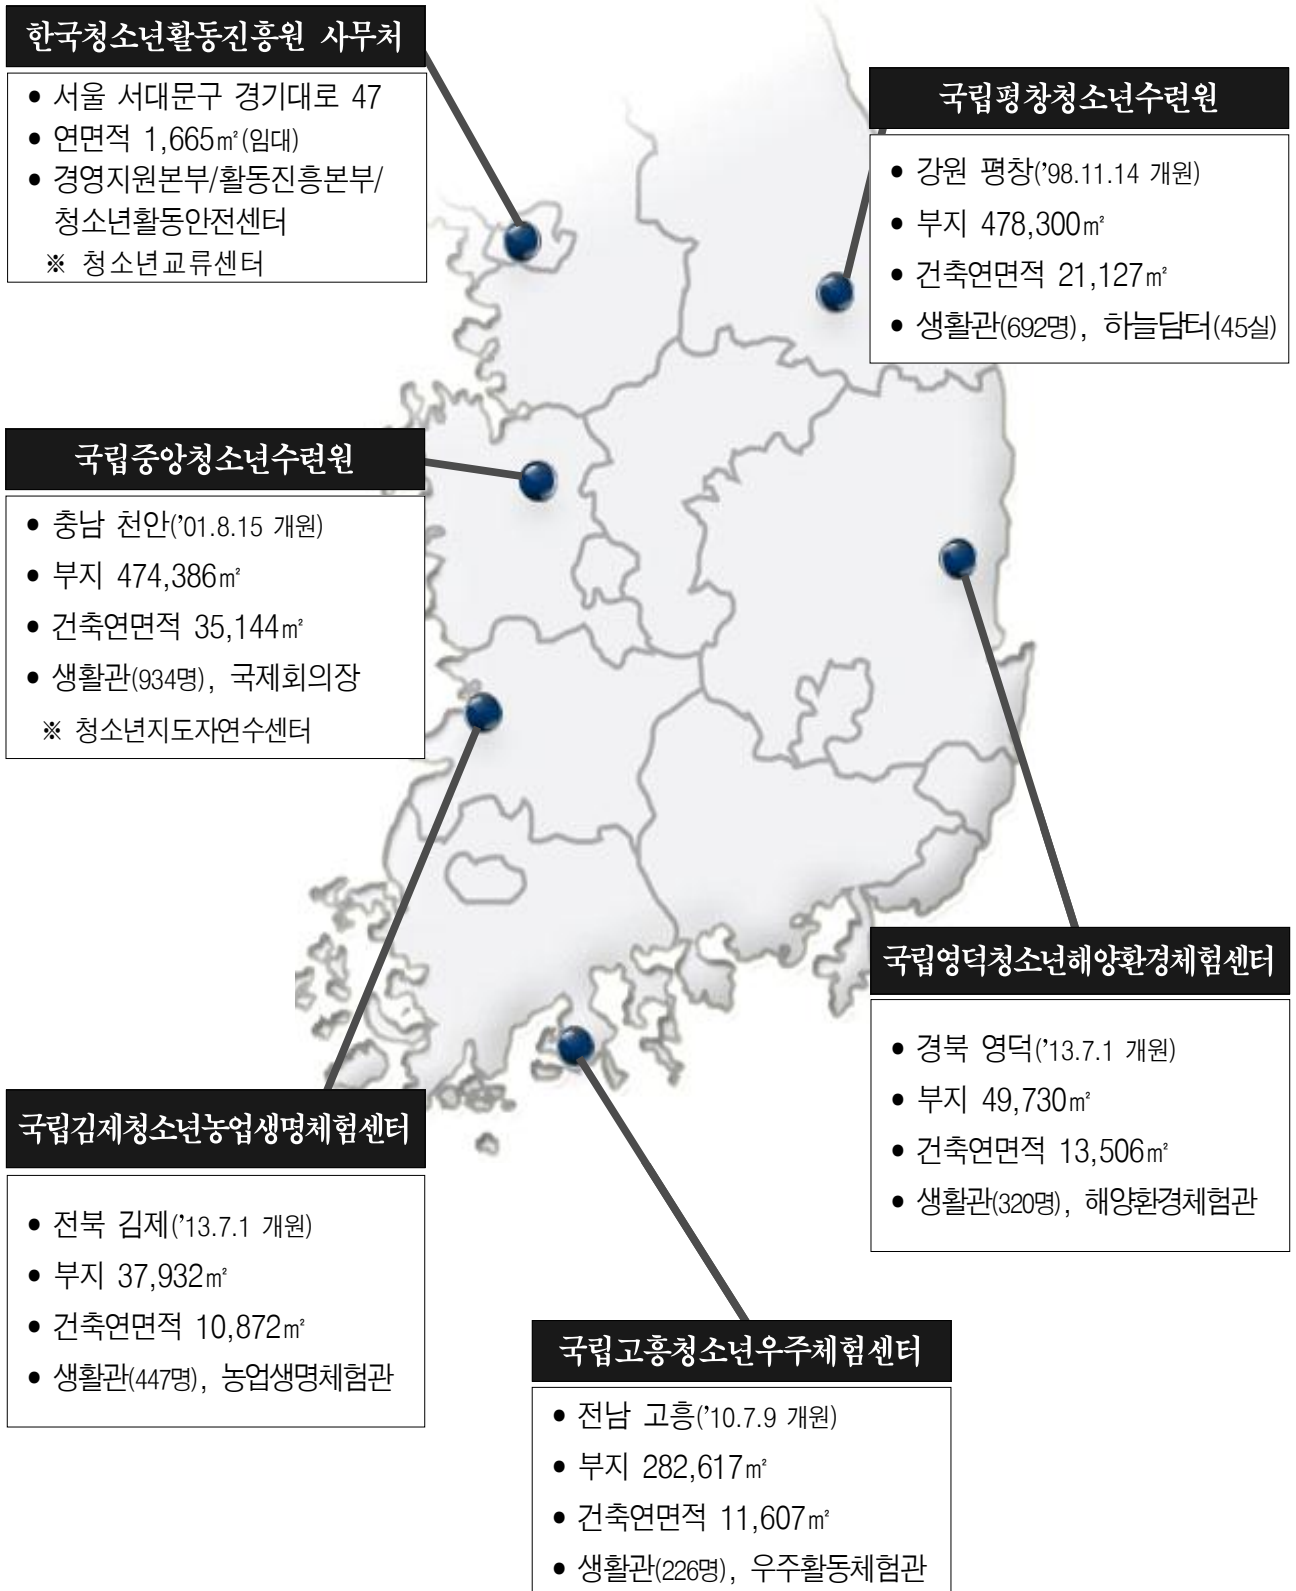 한국청소년활동진흥원 사무처
• 서울 서대문구 경기대로 47
• 연면적 1,665㎡(임대)
• 경영지원본부/활동진흥본부/
청소년활동안전센터
※ 청소년교류센터
국립평창청소년수련원
• 강원 평창('98.11.14 개원)
• 부지 478,300㎡
• 건축연면적 21,127㎡
• 생활관(692명), 하늘담터(45실)
국립중앙청소년수련원
• 충남 천안('01.8.15 개원)
• 부지 474,386㎡
• 건축연면적 35,144㎡
• 생활관(934명), 국제회의장
※ 청소년지도자연수센터
국립영덕청소년해양환경체험센터
• 경북 영덕('13.7.1 개원)
• 부지 49,730㎡
• 건축연면적 13,506㎡
• 생활관(320명), 해양환경체험관
국립김제청소년농업생명체험센터
• 전북 김제('13.7.1 개원)
• 부지 37,932㎡
• 건축연면적 10,872㎡
• 생활관(447명), 농업생명체험관
국립고흥청소년우주체험센터
• 전남 고흥('10.7.9 개원)
• 부지 282,617㎡
• 건축연면적 11,607㎡
• 생활관(226명), 우주활동체험관